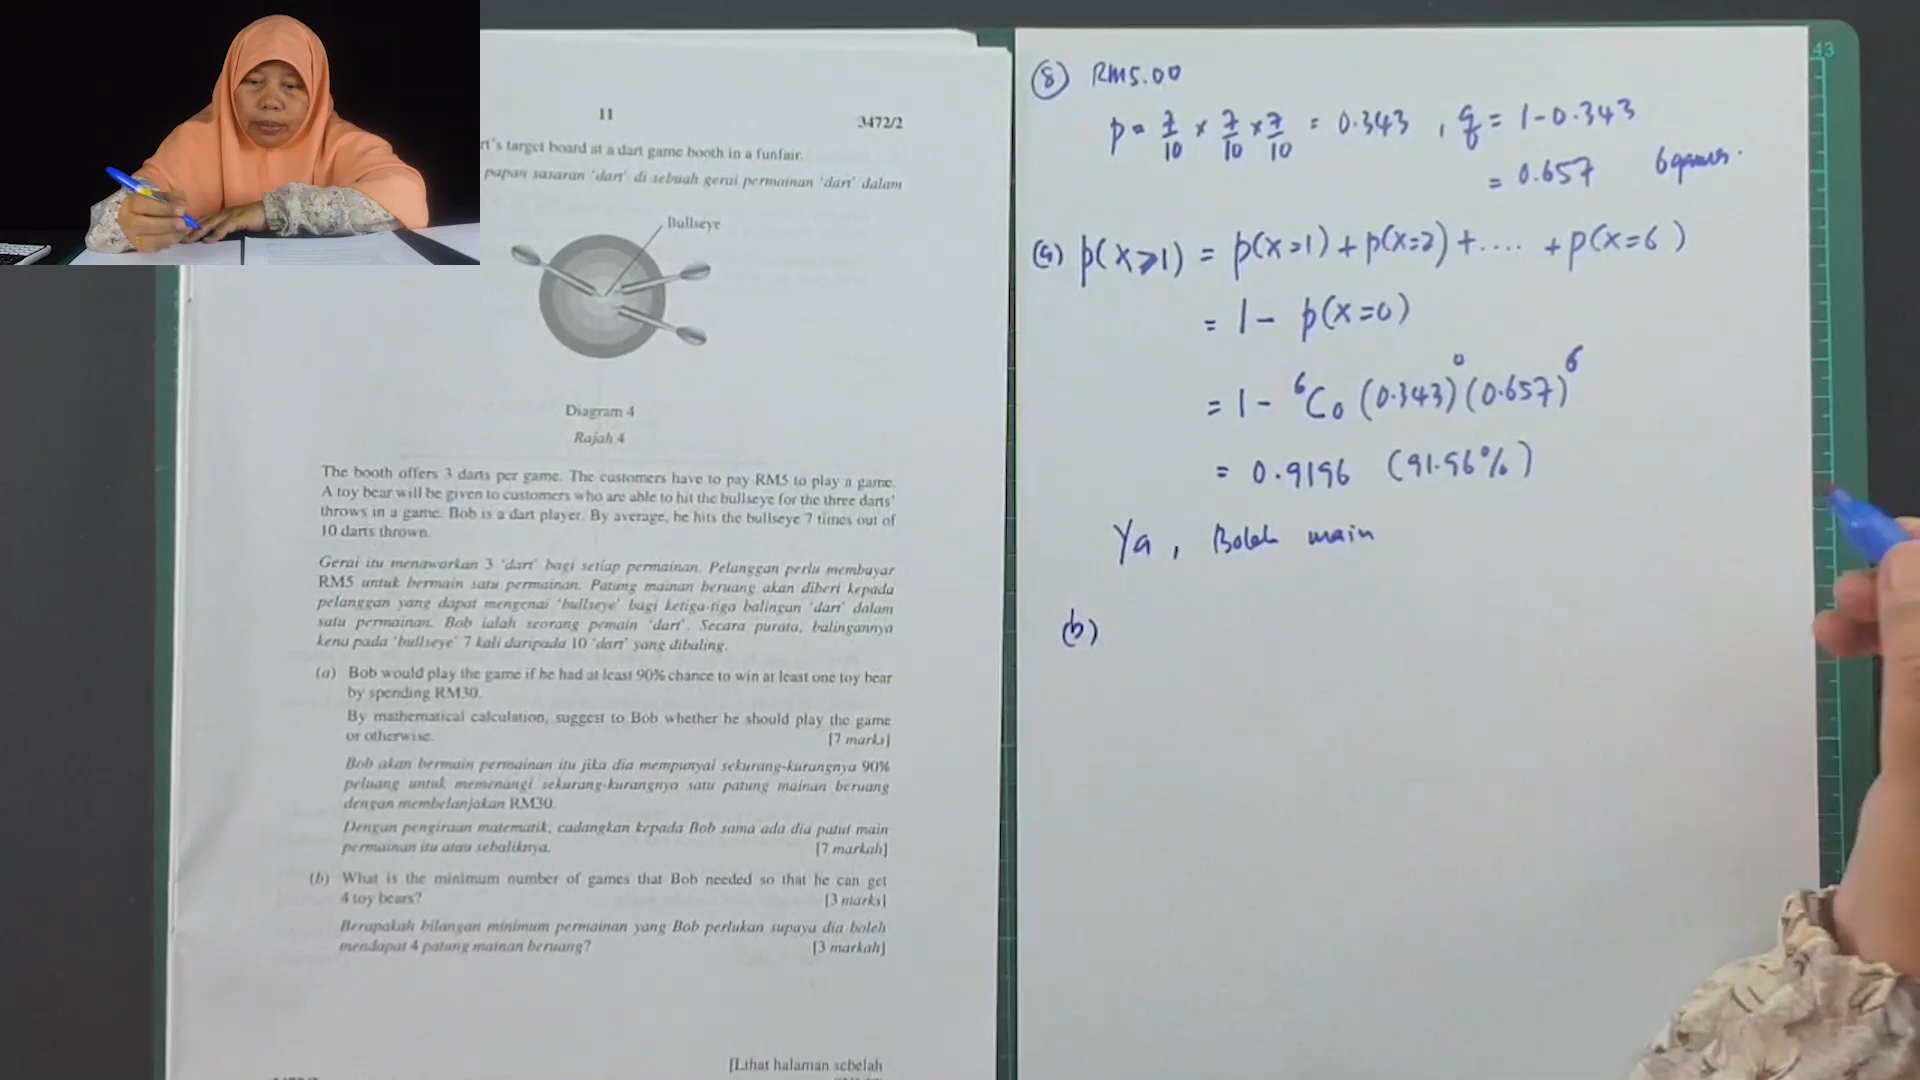 11
3472/2
rt's target board at a dart game booth in a funfair.
papan sasaran 'dart' di sebuah gerai permainan 'dart' dalam
Bullseye
Diagram 4
Rajah 4
The booth offers 3 darts per game. The customers have to pay RM5 to play a game.
A toy bear will be given to customers who are able to hit the bullseye for the three darts'
throws in a game. Bob is a dart player. By average, he hits the bullseye 7 times out of
10 darts thrown.
Gerai itu menawarkan 3 'dart' bagi setiap permainan. Pelanggan perlu membayar
RM5 untuk bermain satu permainan. Patung mainan beruang akan diberi kepada
pelanggan yang dapat mengenai 'bullseye' bagi ketiga-tiga balingan 'dart' dalam
satu permainan. Bob ialah seorang pemain 'dart'. Secara purata, balingannya
kena pada 'bullseye' 7 kali daripada 10 'dart' yang dibaling.
(a) Bob would play the game if he had at least 90% chance to win at least one toy bear
by spending RM30.
By mathematical calculation, suggest to Bob whether he should play the game
or otherwise. [7 marks]
Bob akan bermain permainan itu jika dia mempunyai sekurang-kurangnya 90%
peluang untuk memenangi sekurang-kurangnya satu patung mainan beruang
dengan membelanjakan RM30.
Dengan pengiraan matematik, cadangkan kepada Bob sama ada dia patut main
permainan itu atau sebaliknya. [7 markah]
(b) What is the minimum number of games that Bob needed so that he can get
4 toy bears? [3 marks]
Berapakah bilangan minimum permainan yang Bob perlukan supaya dia boleh
mendapat 4 patung mainan beruang? [3 markah]
[Lihat halaman sebelah
43
(8) RM5.00
p = 7/10 × 7/10 × 7/10 = 0.343 , q = 1 - 0.343
= 0.657 6 games.
(a) p(x ≥ 1) = p(x=1) + p(x=2) + .... + p(x=6)
= 1 - p(x=0)
= 1 - ⁶C₀ (0.343)⁰ (0.657)⁶
= 0.9196 (91.96%)
Ya , Boleh main
(b)